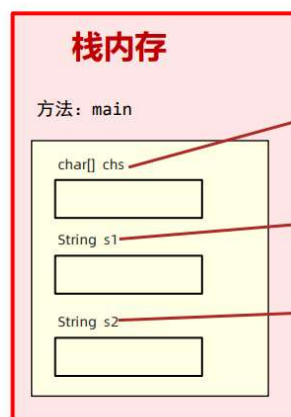 栈内存
方法：main
char[] chs
String s1
String s2